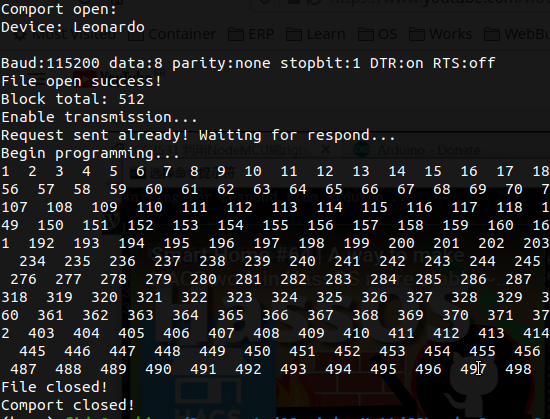 Comport open:
Device: Leonardo
Baud:115200 data:8 parity:none stopbit:1 DTR:on RTS:off
File open success!
Block total: 512
Enable transmission...
Request sent already! Waiting for respond...
Begin programming...
1 2 3 4 5 6 7 8 9 10 11 12 13 14 15 16 17 18
56 57 58 59 60 61 62 63 64 65 66 67 68 69 70 7
107 108 109 110 111 112 113 114 115 116 117 118 1
49 150 151 152 153 154 155 156 157 158 159 160 16
1 192 193 194 195 196 197 198 199 200 201 202 203
234 235 236 237 238 239 240 241 242 243 244 245
276 277 278 279 280 281 282 283 284 285 286 287
318 319 320 321 322 323 324 325 326 327 328 329 3
60 361 362 363 364 365 366 367 368 369 370 371 37
2 403 404 405 406 407 408 409 410 411 412 413 414
445 446 447 448 449 450 451 452 453 454 455 456
487 488 489 490 491 492 493 494 495 496 497 498
File closed!
Comport closed!